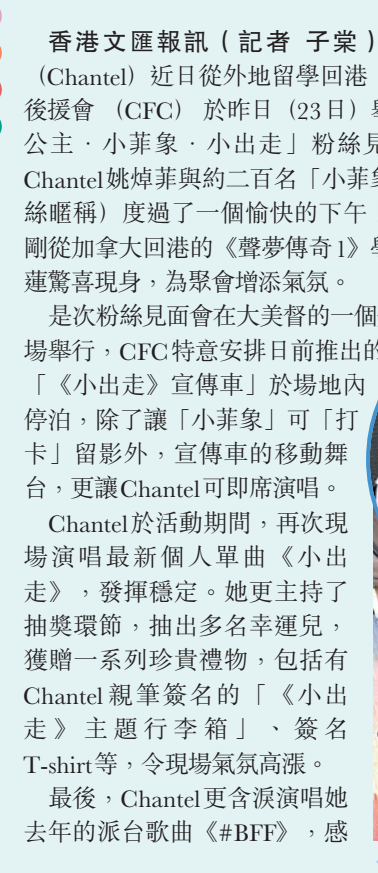 香港文匯報訊（記者 子棠）
（Chantel）近日從外地留學回港
後援會（CFC）於昨日（23日）舉
公主．小菲象．小出走」粉絲見
Chantel姚焯菲與約二百名「小菲象
絲暱稱）度過了一個愉快的下午
剛從加拿大回港的《聲夢傳奇1》學
蓮驚喜現身，為聚會增添氣氛。
是次粉絲見面會在大美督的一個
場舉行，CFC特意安排日前推出的
「《小出走》宣傳車」於場地內
停泊，除了讓「小菲象」可「打
卡」留影外，宣傳車的移動舞
台，更讓Chantel可即席演唱。
Chantel於活動期間，再次現
場演唱最新個人單曲《小出
走》，發揮穩定。她更主持了
抽獎環節，抽出多名幸運兒，
獲贈一系列珍貴禮物，包括有
Chantel親筆簽名的「《小出
走》主題行李箱」、簽名
T-shirt等，令現場氣氛高漲。
最後，Chantel更含淚演唱她
去年的派台歌曲《#BFF》，感